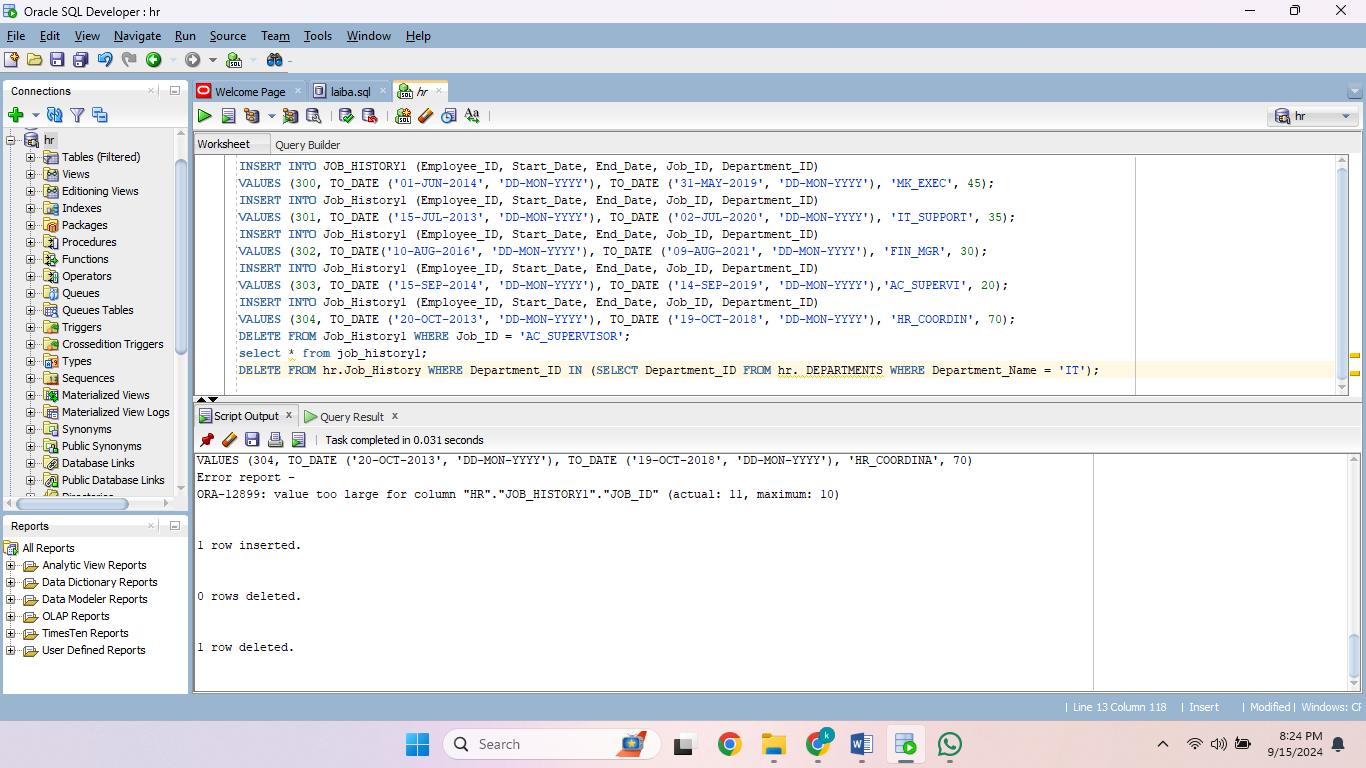 Oracle SQL Developer : hr
File Edit View Navigate Run Source Team Tools Window Help
Connections
hr
Tables (Filtered)
Views
Editioning Views
Indexes
Packages
Procedures
Functions
Operators
Queues
Queues Tables
Triggers
Crossedition Triggers
Types
Sequences
Materialized Views
Materialized View Logs
Synonyms
Public Synonyms
Database Links
Public Database Links
Directories
Reports
All Reports
Analytic View Reports
Data Dictionary Reports
Data Modeler Reports
OLAP Reports
TimesTen Reports
User Defined Reports
Welcome Page laiba.sql hr
hr
Worksheet Query Builder
INSERT INTO JOB_HISTORY1 (Employee_ID, Start_Date, End_Date, Job_ID, Department_ID)
VALUES (300, TO_DATE ('01-JUN-2014', 'DD-MON-YYYY'), TO_DATE ('31-MAY-2019', 'DD-MON-YYYY'), 'MK_EXEC', 45);
INSERT INTO Job_History1 (Employee_ID, Start_Date, End_Date, Job_ID, Department_ID)
VALUES (301, TO_DATE ('15-JUL-2013', 'DD-MON-YYYY'), TO_DATE ('02-JUL-2020', 'DD-MON-YYYY'), 'IT_SUPPORT', 35);
INSERT INTO Job_History1 (Employee_ID, Start_Date, End_Date, Job_ID, Department_ID)
VALUES (302, TO_DATE('10-AUG-2016', 'DD-MON-YYYY'), TO_DATE ('09-AUG-2021', 'DD-MON-YYYY'), 'FIN_MGR', 30);
INSERT INTO Job_History1 (Employee_ID, Start_Date, End_Date, Job_ID, Department_ID)
VALUES (303, TO_DATE ('15-SEP-2014', 'DD-MON-YYYY'), TO_DATE ('14-SEP-2019', 'DD-MON-YYYY'),'AC_SUPERVI', 20);
INSERT INTO Job_History1 (Employee_ID, Start_Date, End_Date, Job_ID, Department_ID)
VALUES (304, TO_DATE ('20-OCT-2013', 'DD-MON-YYYY'), TO_DATE ('19-OCT-2018', 'DD-MON-YYYY'), 'HR_COORDIN', 70);
DELETE FROM Job_History1 WHERE Job_ID = 'AC_SUPERVISOR';
select * from job_history1;
DELETE FROM hr.Job_History WHERE Department_ID IN (SELECT Department_ID FROM hr. DEPARTMENTS WHERE Department_Name = 'IT');
Script Output Query Result
Task completed in 0.031 seconds
VALUES (304, TO_DATE ('20-OCT-2013', 'DD-MON-YYYY'), TO_DATE ('19-OCT-2018', 'DD-MON-YYYY'), 'HR_COORDINA', 70)
Error report -
ORA-12899: value too large for column "HR"."JOB_HISTORY1"."JOB_ID" (actual: 11, maximum: 10)
1 row inserted.
0 rows deleted.
1 row deleted.
Line 13 Column 118 Insert Modified Windows: CF
Search
8:24 PM
9/15/2024